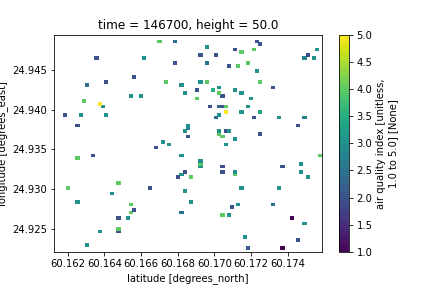 time = 146700, height = 50.0
24.945
24.940
24.935
24.930
24.925
longitude [degrees_east]
60.162 60.164 60.166 60.168 60.170 60.172 60.174
latitude [degrees_north]
5.0
4.5
4.0
3.5
3.0
2.5
2.0
1.5
1.0
air quality index [unitless,
1.0 to 5.0] [None]